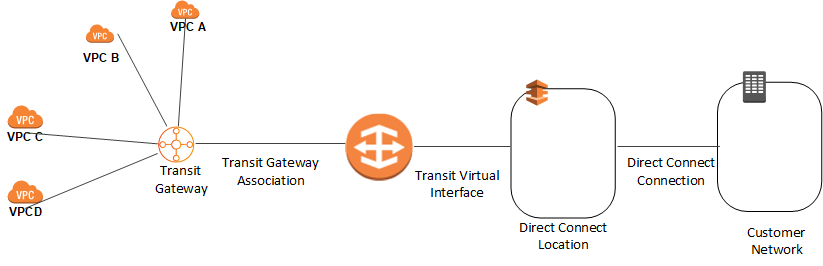 VPC
VPC A
VPC
VPC B
VPC
VPC C
VPC
VPCD
Transit
Gateway
Transit Gateway
Association
Transit Virtual
Interface
Direct Connect
Location
Direct Connect
Connection
Customer
Network